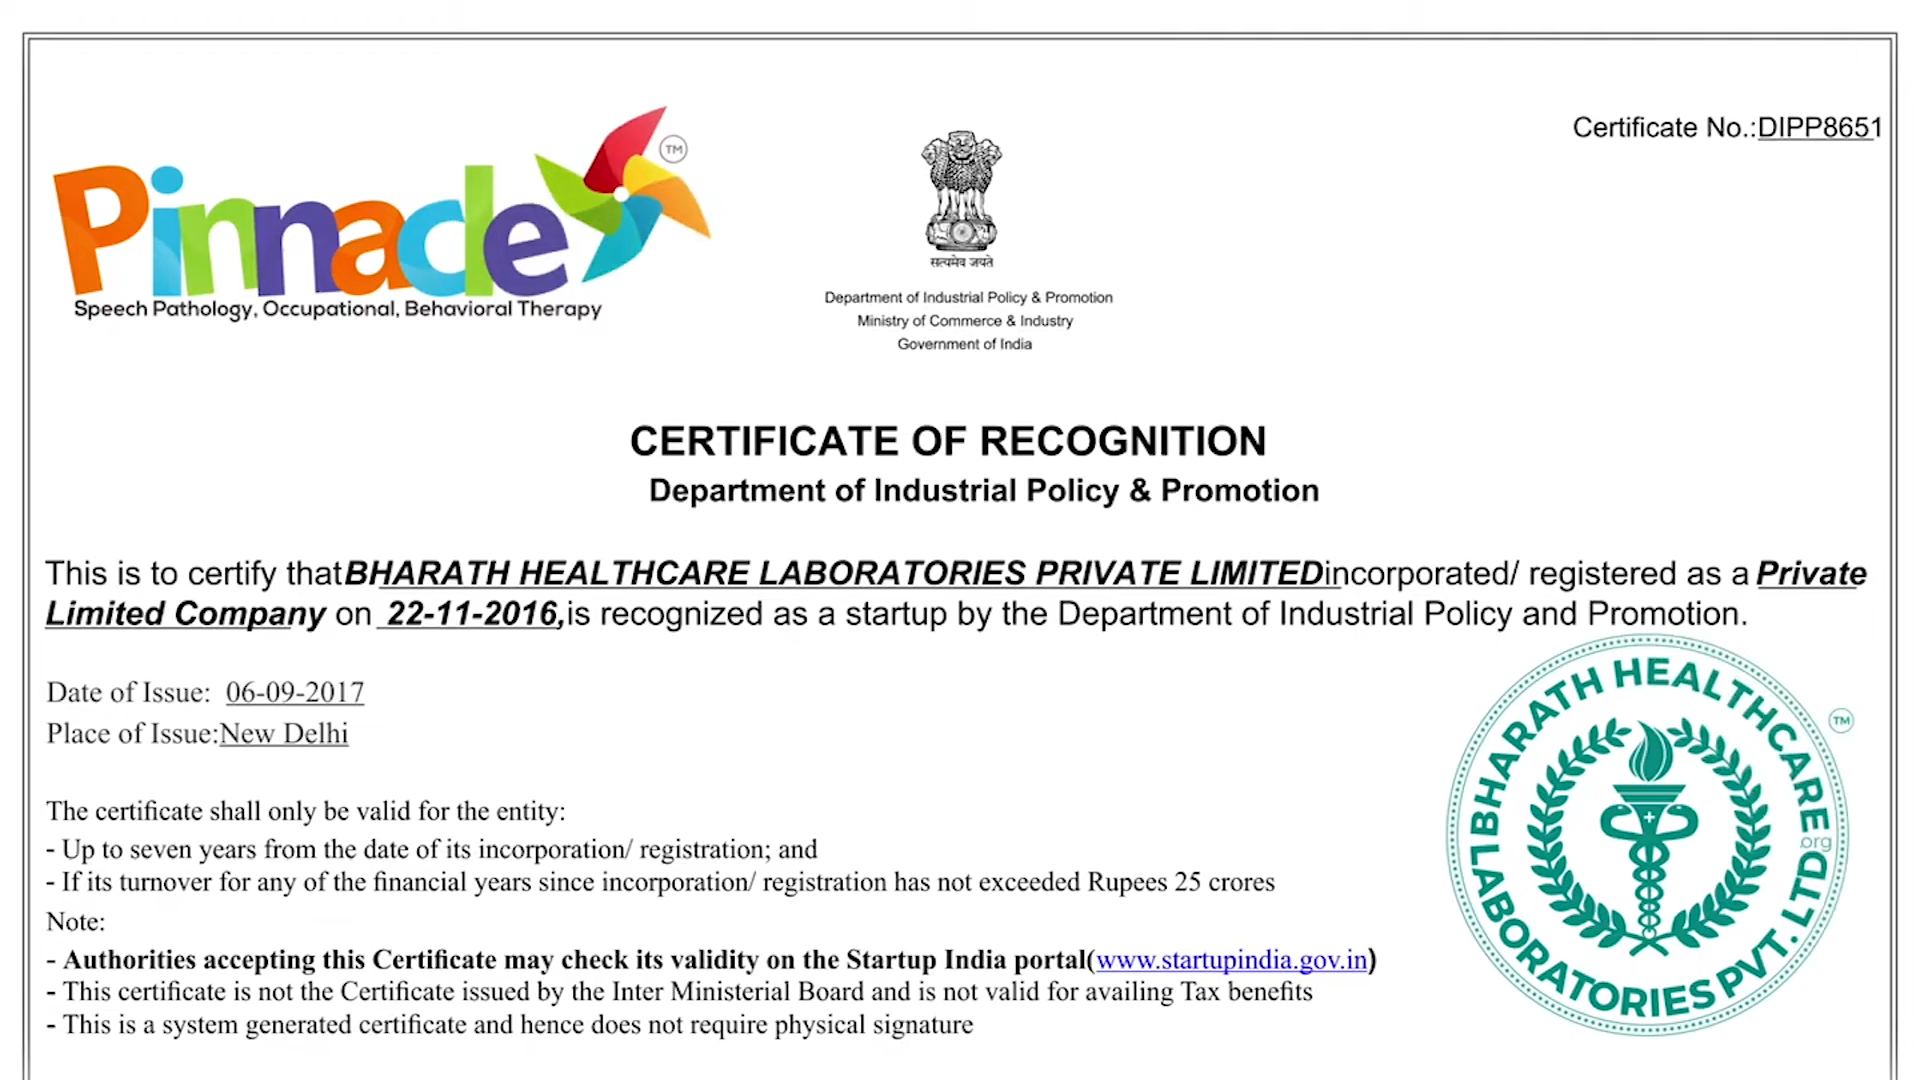 Certificate No.:DIPP8651
Pinnacle
TM
Speech Pathology, Occupational, Behavioral Therapy
सत्यमेव जयते
Department of Industrial Policy & Promotion
Ministry of Commerce & Industry
Government of India
CERTIFICATE OF RECOGNITION
Department of Industrial Policy & Promotion
This is to certify that BHARATH HEALTHCARE LABORATORIES PRIVATE LIMITED incorporated/ registered as a Private
Limited Company on 22-11-2016, is recognized as a startup by the Department of Industrial Policy and Promotion.
Date of Issue: 06-09-2017
Place of Issue:New Delhi
The certificate shall only be valid for the entity:
- Up to seven years from the date of its incorporation/ registration; and
- If its turnover for any of the financial years since incorporation/ registration has not exceeded Rupees 25 crores
Note:
- Authorities accepting this Certificate may check its validity on the Startup India portal(www.startupindia.gov.in)
- This certificate is not the Certificate issued by the Inter Ministerial Board and is not valid for availing Tax benefits
- This is a system generated certificate and hence does not require physical signature
BHARATH HEALTHCARE
LABORATORIES PVT. LTD
.org
TM